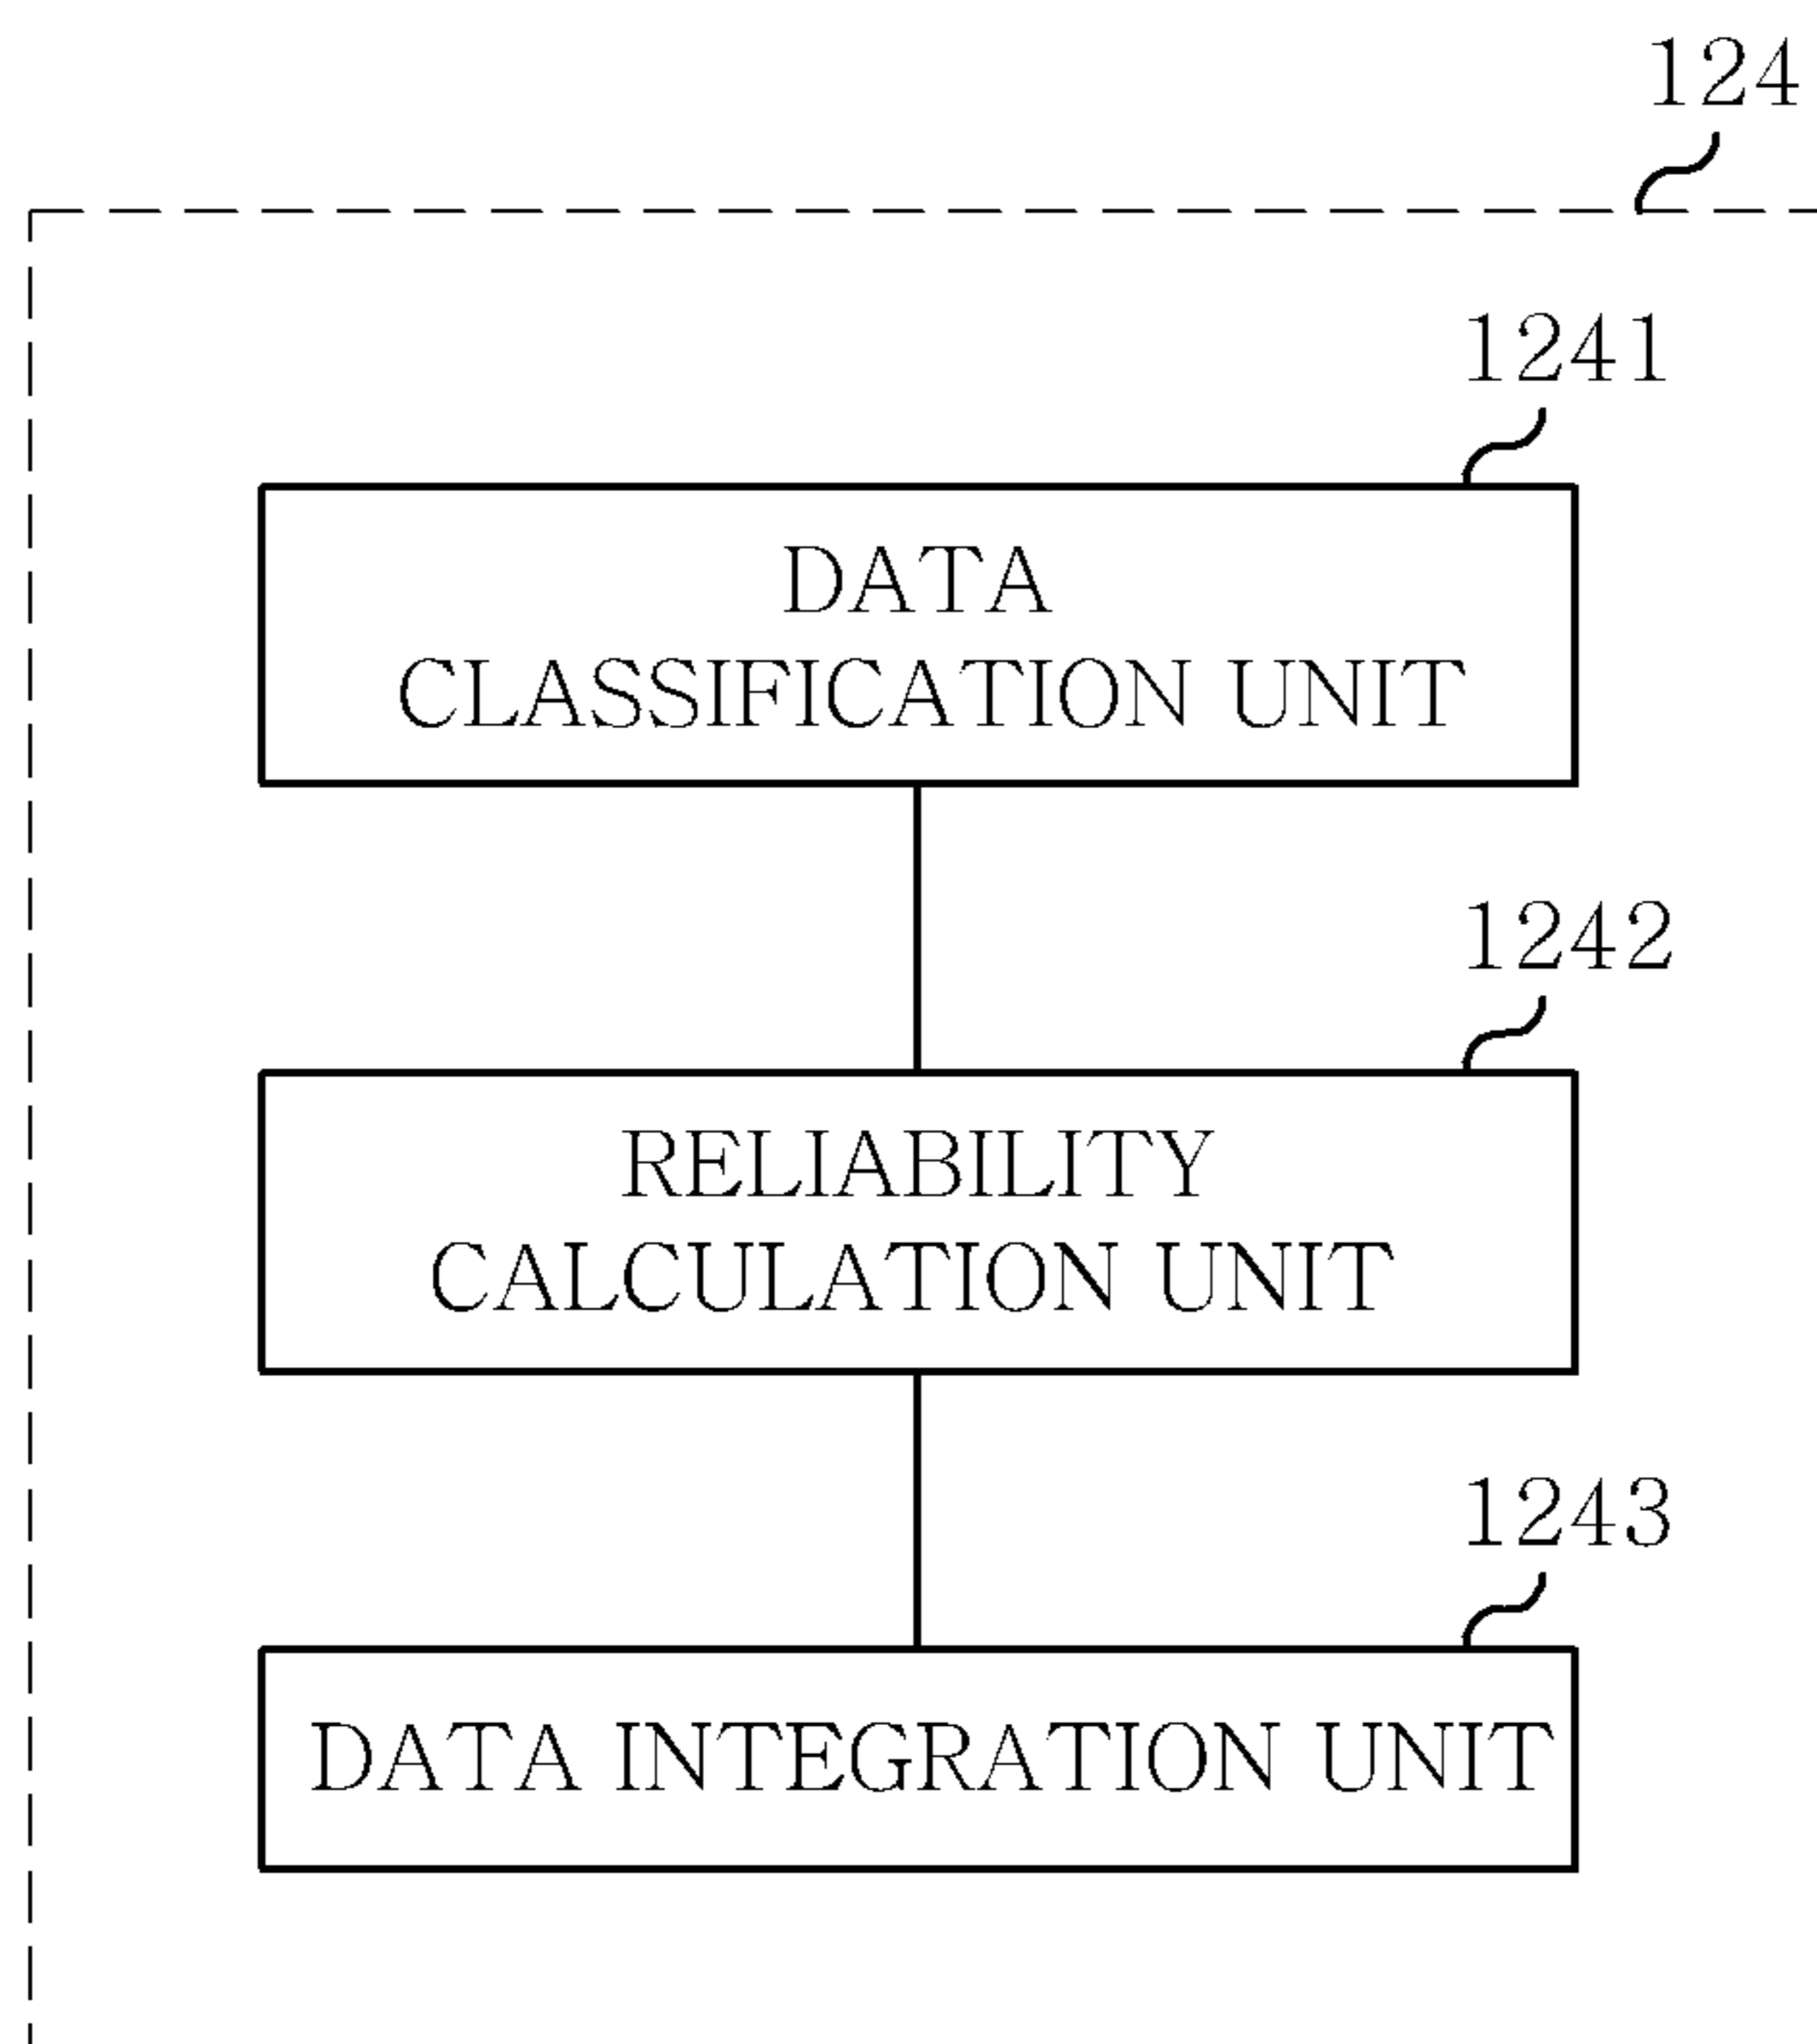 124
1241
DATA
CLASSIFICATION UNIT
1242
RELIABILITY
CALCULATION UNIT
1243
DATA INTEGRATION UNIT